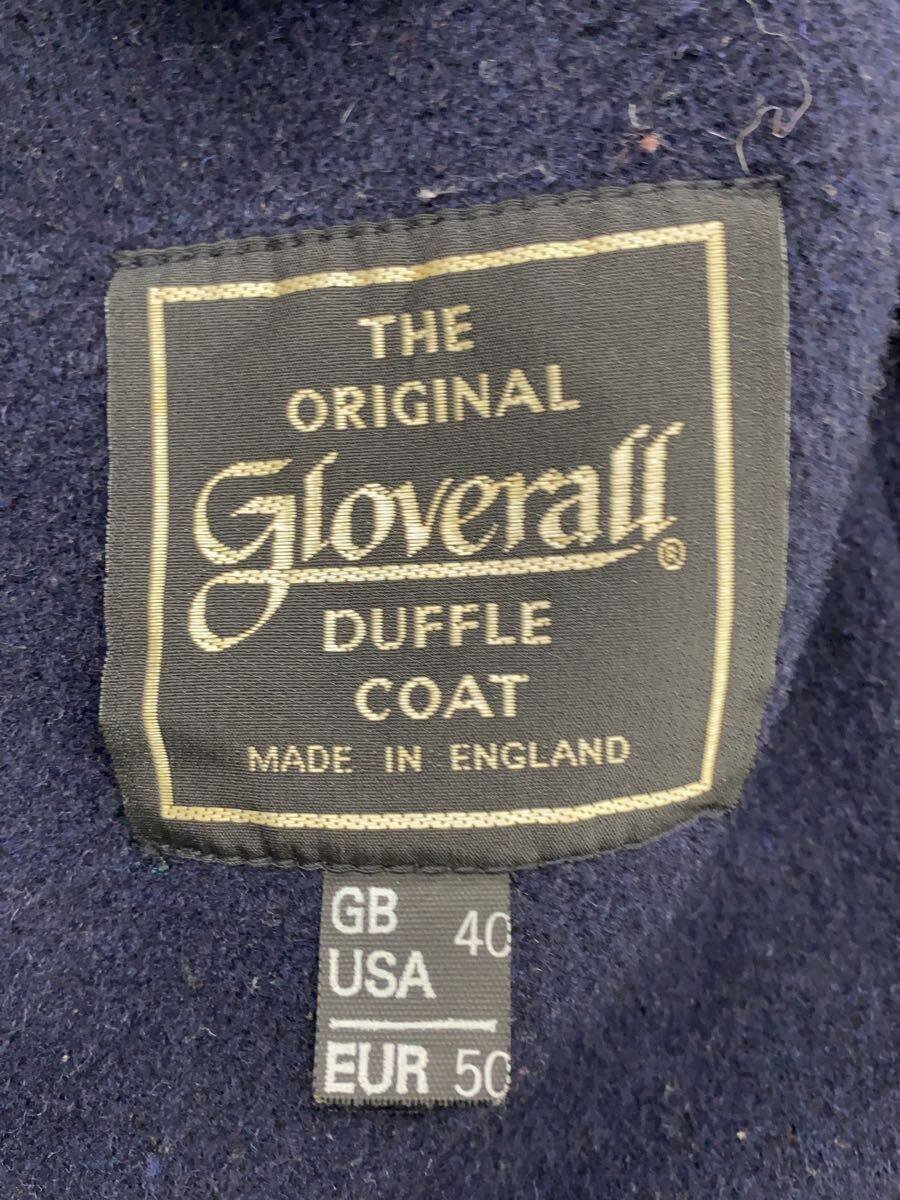 THE
ORIGINAL
Gloverall®
DUFFLE
COAT
MADE IN ENGLAND
GB 40
USA
EUR 50